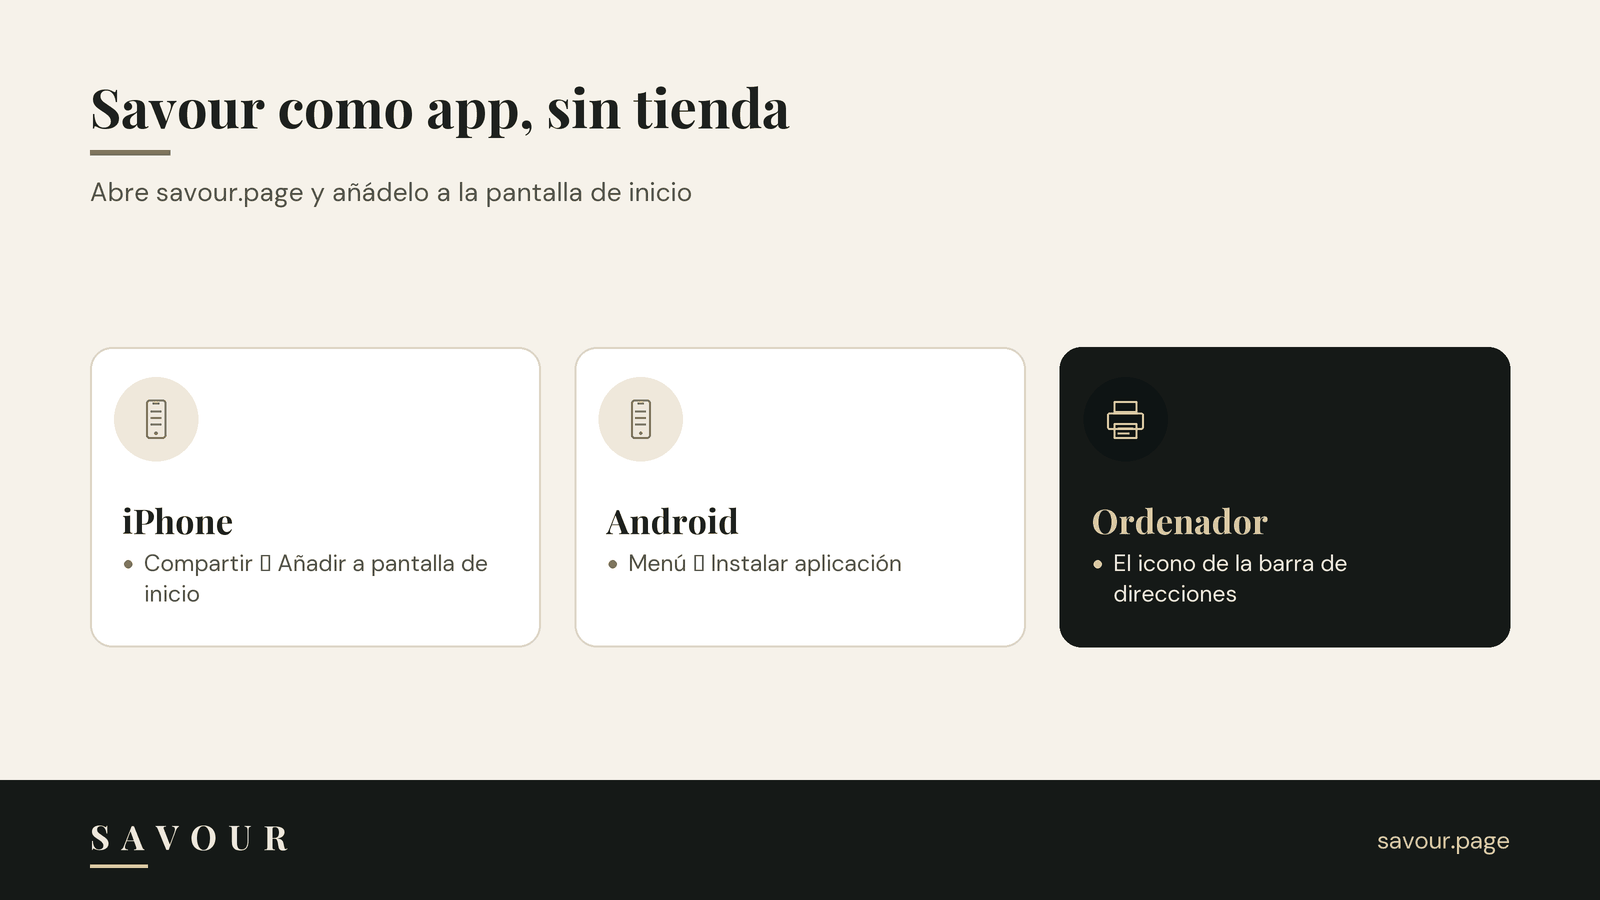 Savour como app, sin tienda
Abre savour.page y añádelo a la pantalla de inicio
iPhone
• Compartir ▯ Añadir a pantalla de
inicio
Android
• Menú ▯ Instalar aplicación
Ordenador
• El icono de la barra de
direcciones
SAVOUR
savour.page